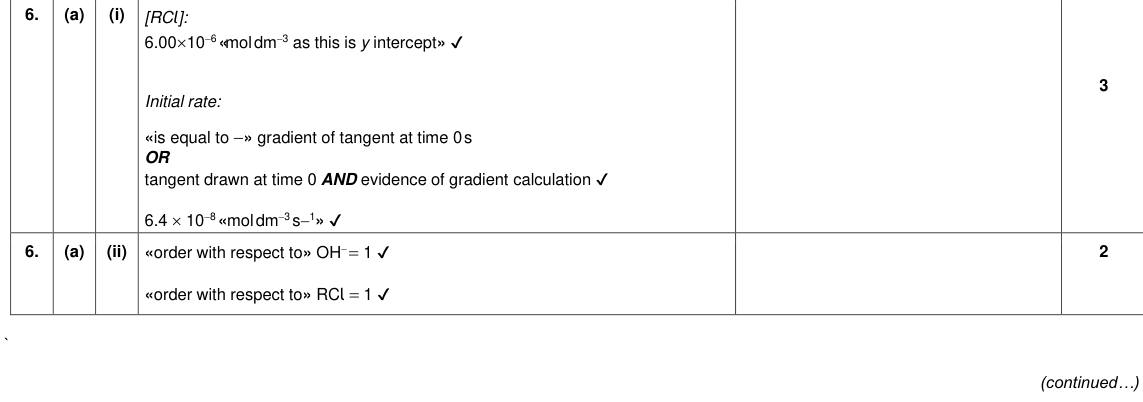 6. (a) (i) [RCl]:
6.00×10⁻⁶ «mol dm⁻³ as this is y intercept» ✓
3
Initial rate:
«is equal to –» gradient of tangent at time 0 s
OR
tangent drawn at time 0 AND evidence of gradient calculation ✓
6.4 × 10⁻⁸ «mol dm⁻³ s–¹» ✓
6. (a) (ii) «order with respect to» OH⁻ = 1 ✓ 2
«order with respect to» RCl = 1 ✓
`
(continued…)